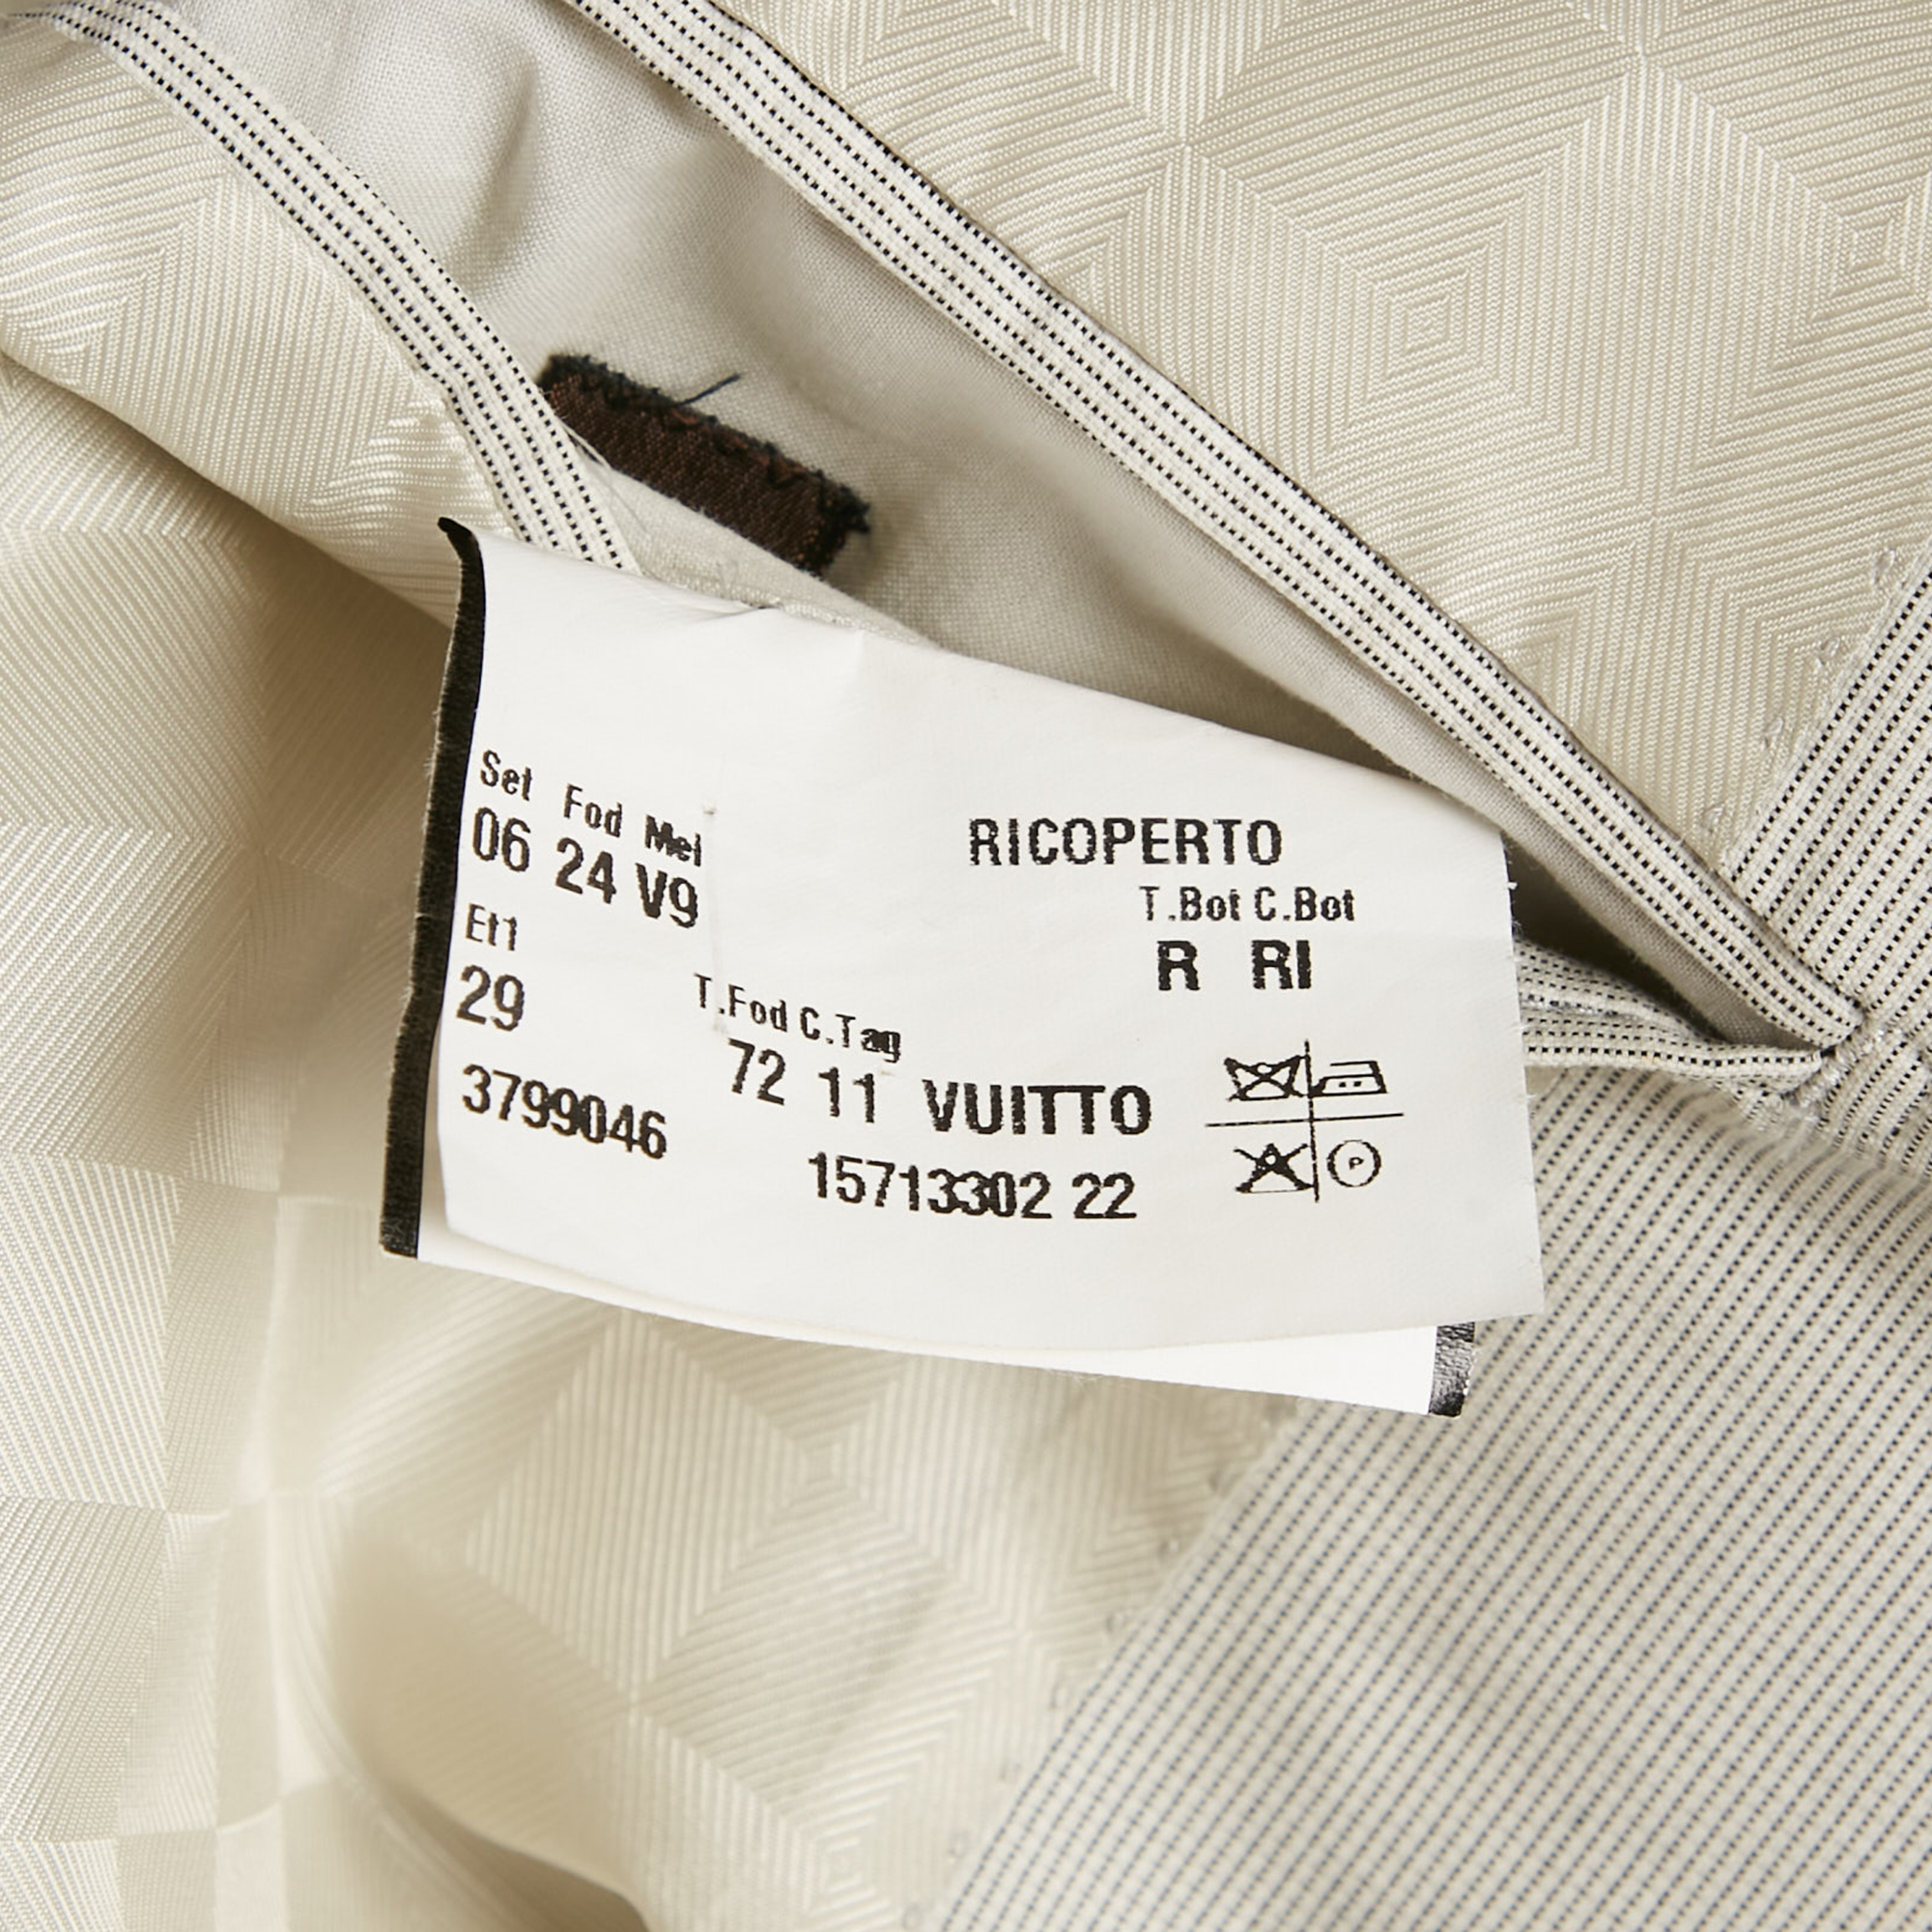 Set Fod Mel
06 24 V9
Et1
29
3799046
T.Fod C.Tag
72 11 VUITTO
15713302 22
RICOPERTO
T.Bot C.Bot
R RI
P